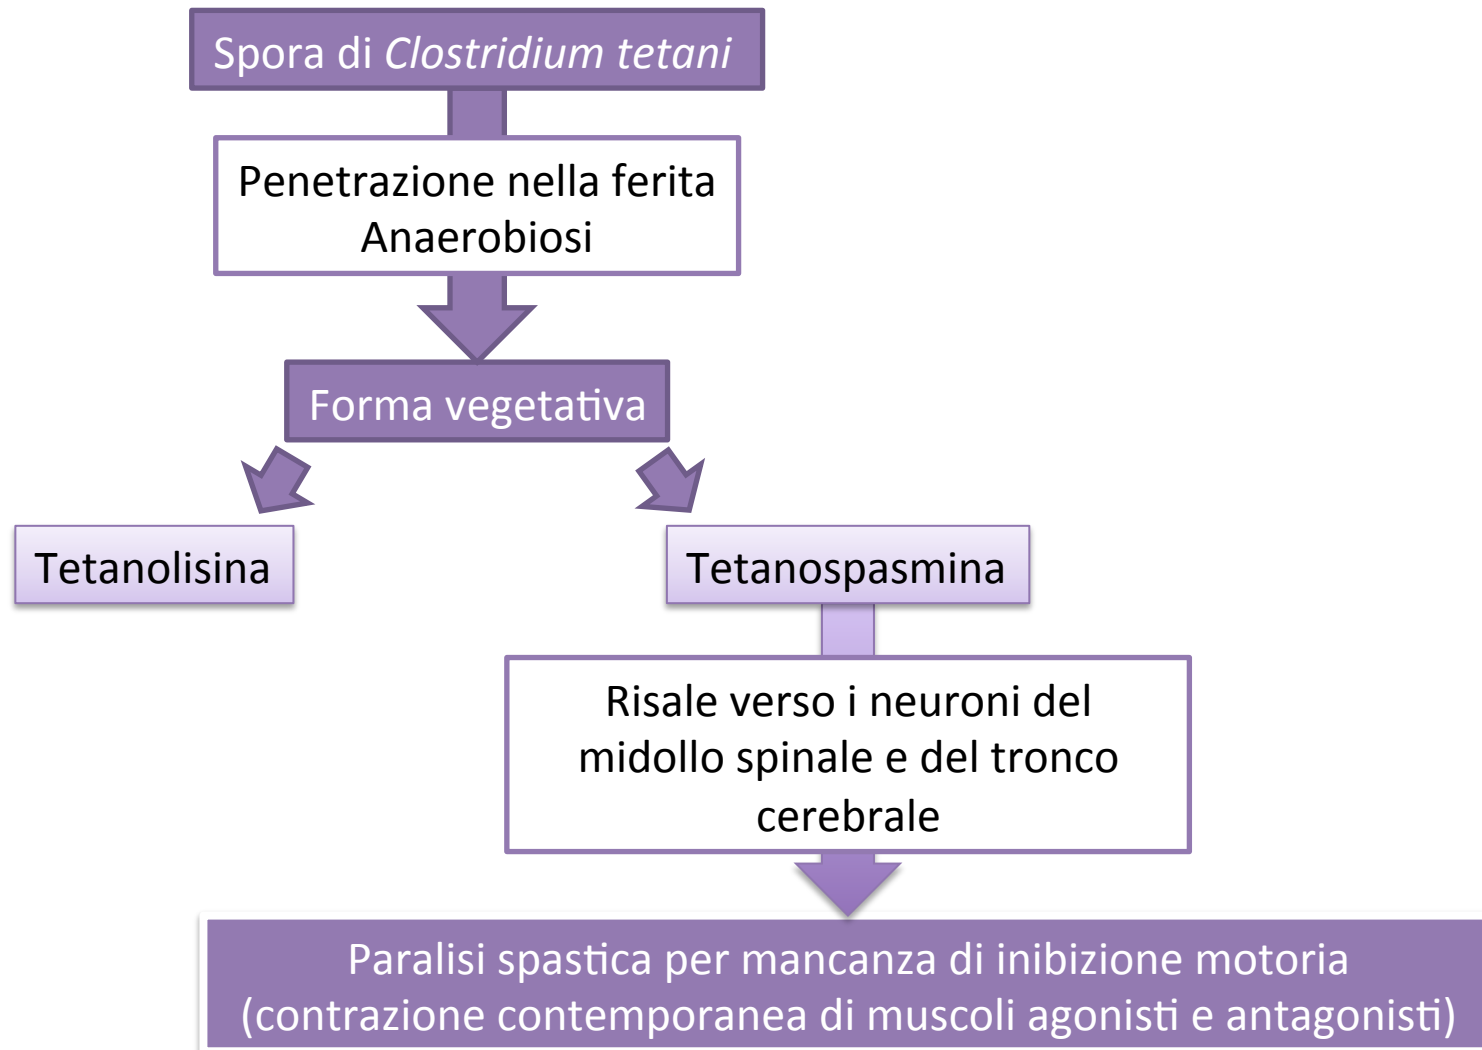 Spora di Clostridium tetani
Penetrazione nella ferita
Anaerobiosi
Forma vegetativa
Tetanolisina
Tetanospasmina
Risale verso i neuroni del
midollo spinale e del tronco
cerebrale
Paralisi spastica per mancanza di inibizione motoria
(contrazione contemporanea di muscoli agonisti e antagonisti)